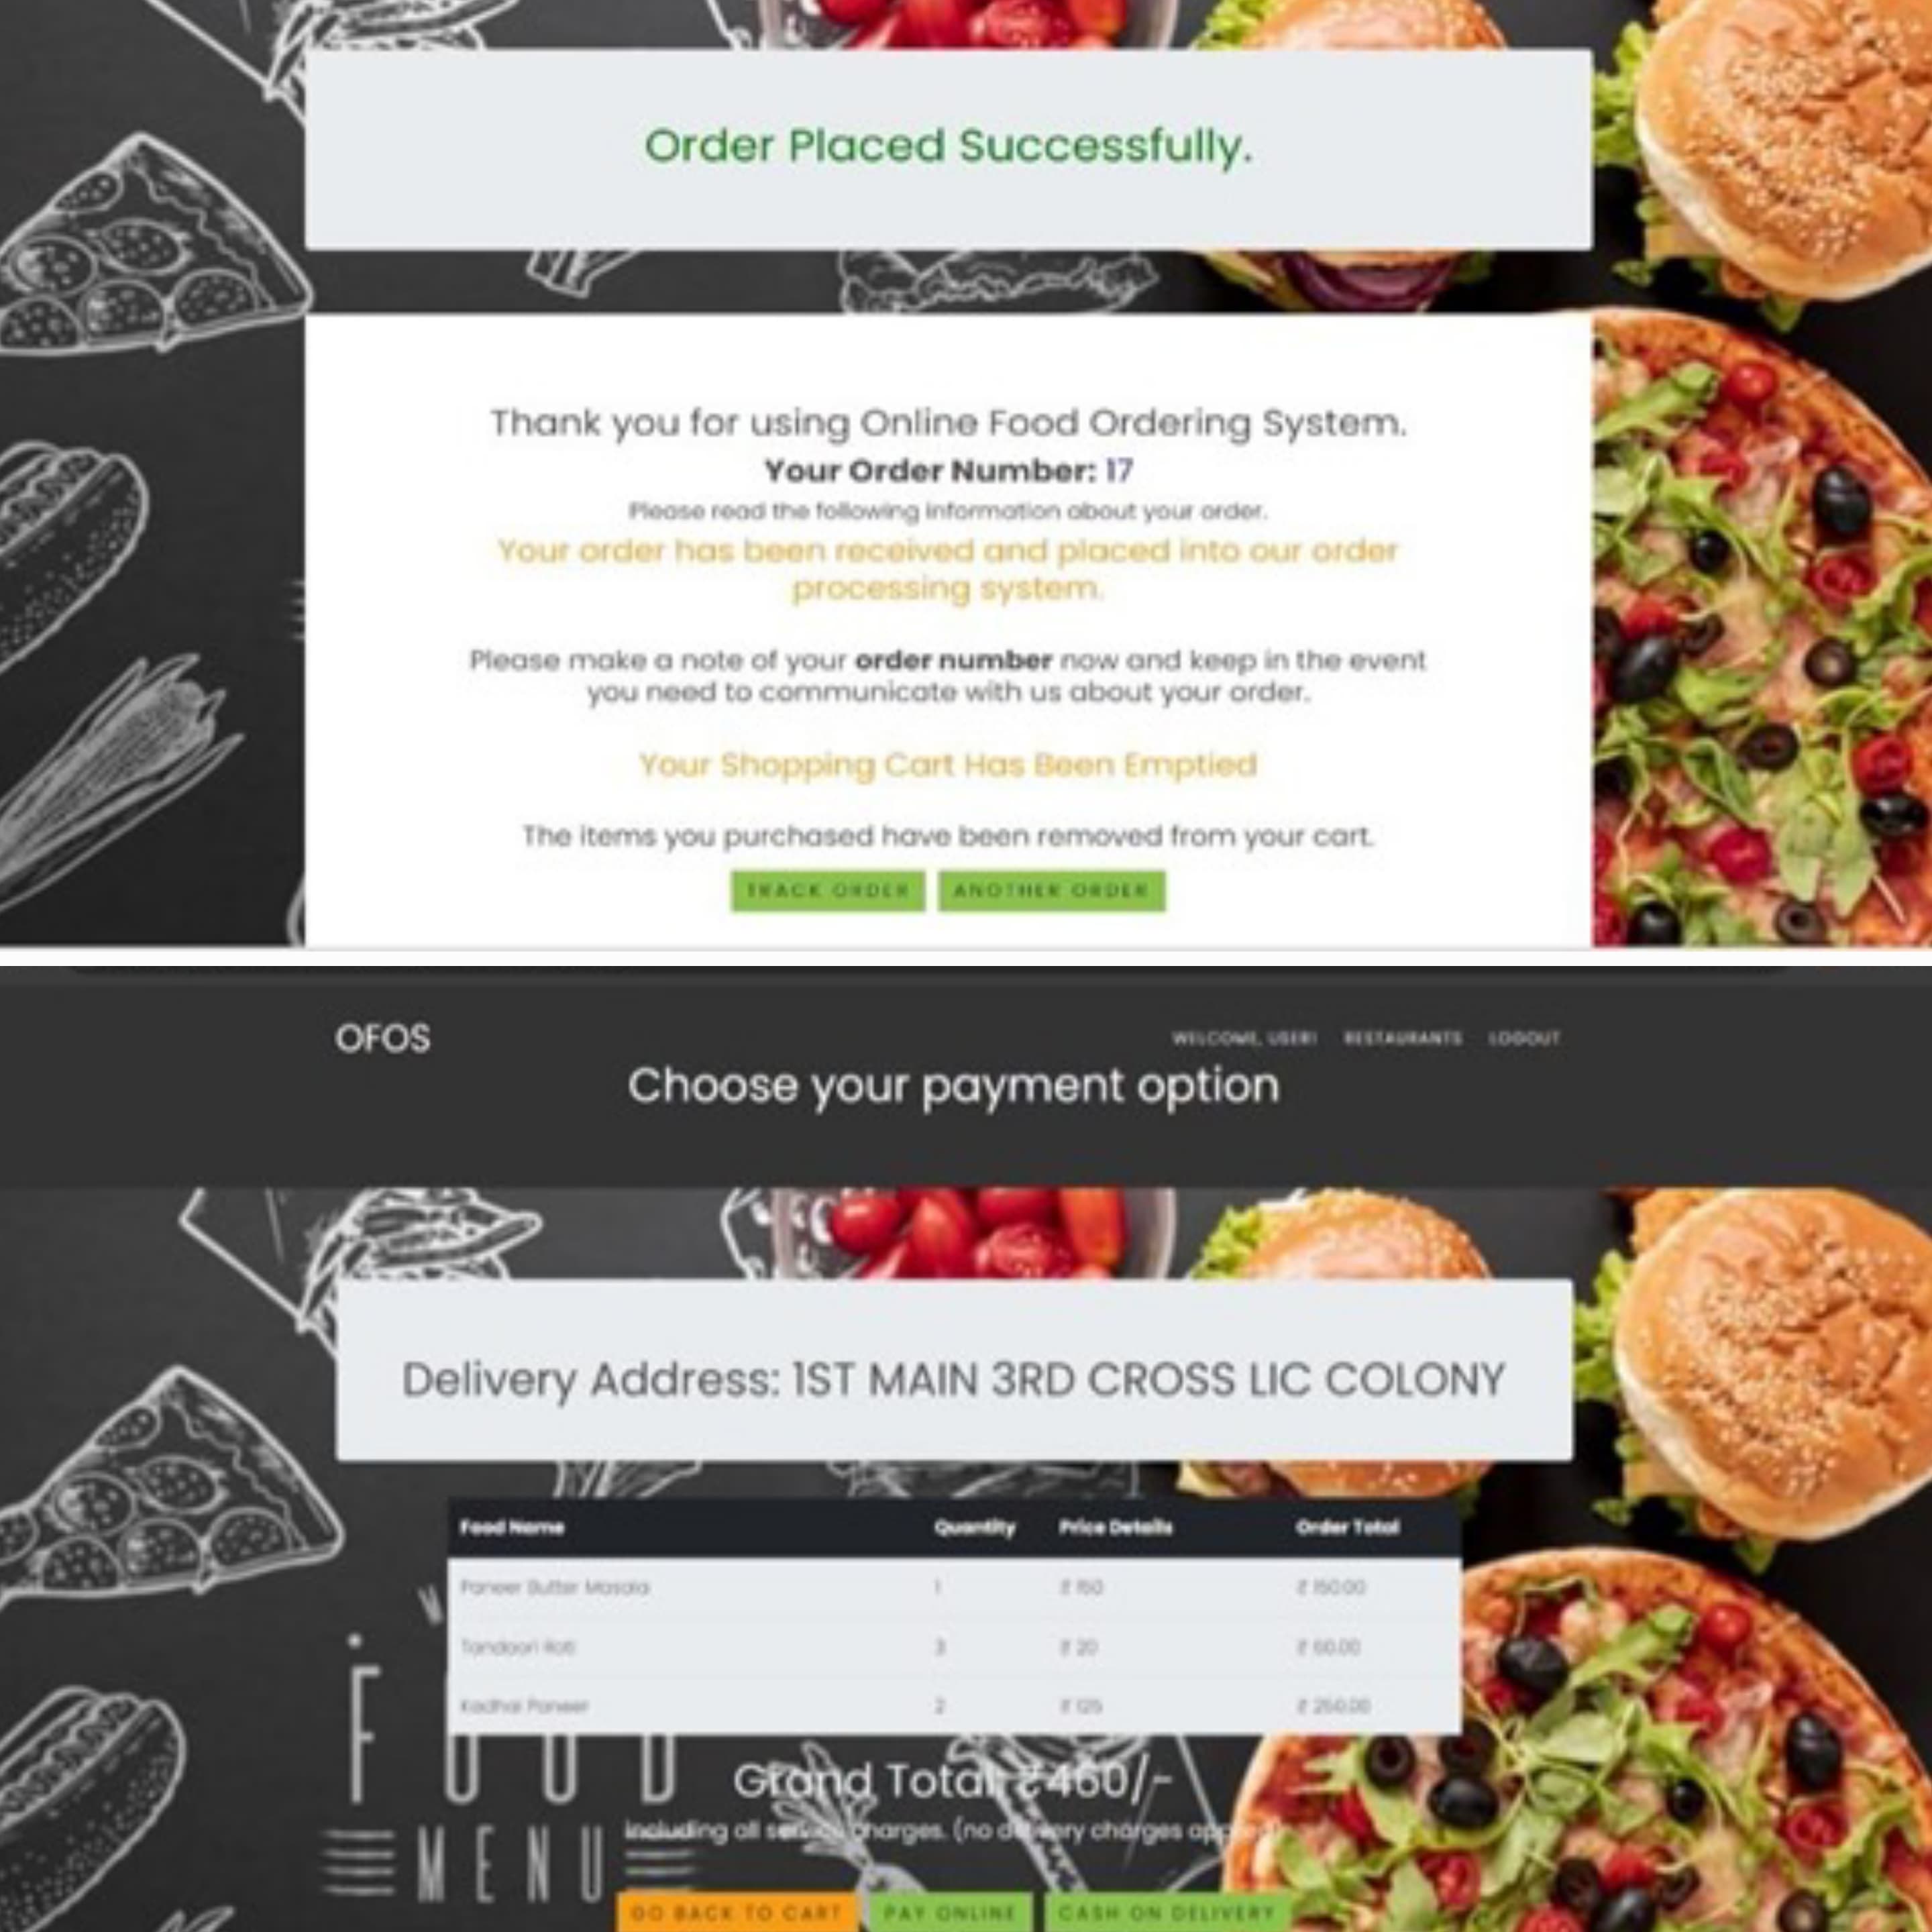 Order Placed Successfully.
Thank you for using Online Food Ordering System.
Your Order Number: 17
Please read the following information about your order.
Your order has been received and placed into our order
processing system.
Please make a note of your order number now and keep in the event
you need to communicate with us about your order.
Your Shopping Cart Has Been Emptied
The items you purchased have been removed from your cart.
TRACK ORDER ANOTHER ORDER
OFOS WELCOME, USER! RESTAURANTS LOGOUT
Choose your payment option
Delivery Address: 1ST MAIN 3RD CROSS LIC COLONY
Food Name Quantity Price Details Order Total
Paneer Butter Masala 1 ₹ 150 ₹ 150.00
Tandoori Roti 3 ₹ 20 ₹ 60.00
Kadhai Paneer 2 ₹ 125 ₹ 250.00
FOOD
Grand Total: ₹460/-
including all service charges. (no delivery charges
MENU
GO BACK TO CART PAY ONLINE CASH ON DELIVERY